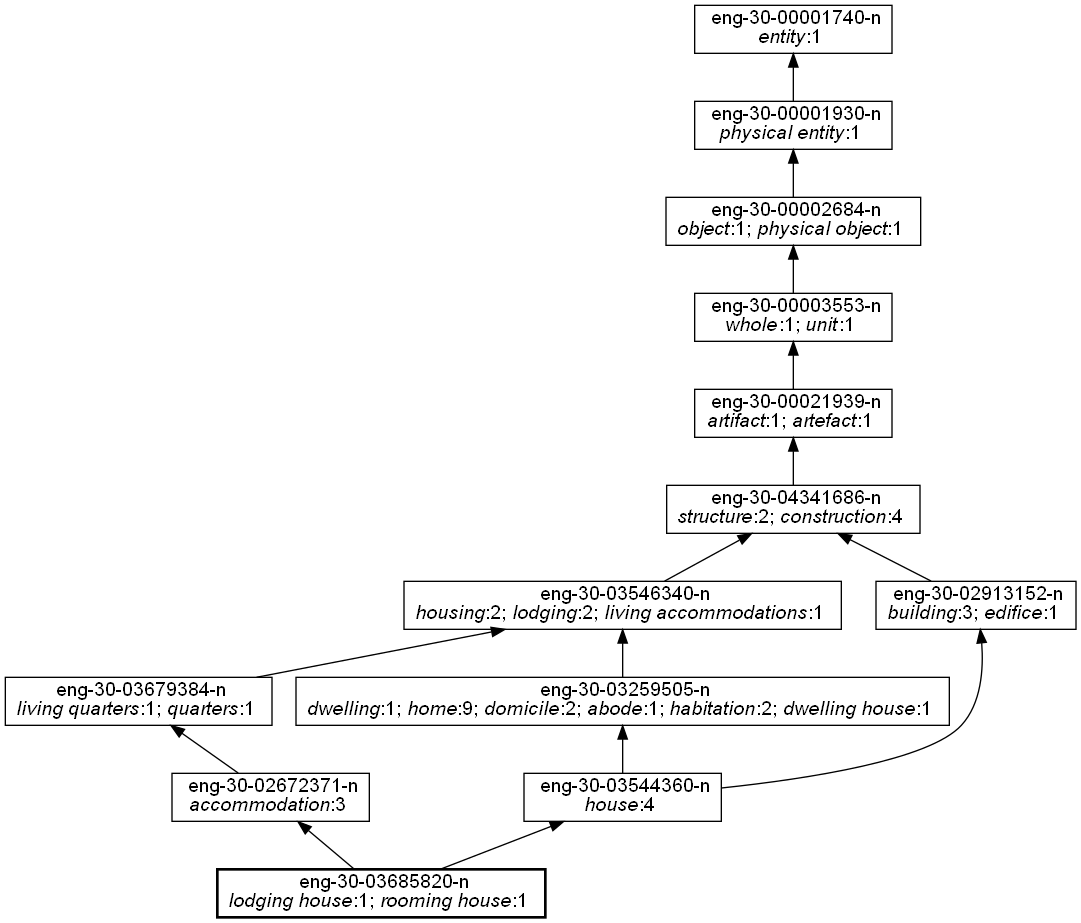 eng-30-00001740-n
entity:1
eng-30-00001930-n
physical entity:1
eng-30-00002684-n
object:1; physical object:1
eng-30-00003553-n
whole:1; unit:1
eng-30-00021939-n
artifact:1; artefact:1
eng-30-04341686-n
structure:2; construction:4
eng-30-03546340-n
housing:2; lodging:2; living accommodations:1
eng-30-02913152-n
building:3; edifice:1
eng-30-03679384-n
living quarters:1; quarters:1
eng-30-03259505-n
dwelling:1; home:9; domicile:2; abode:1; habitation:2; dwelling house:1
eng-30-02672371-n
accommodation:3
eng-30-03544360-n
house:4
eng-30-03685820-n
lodging house:1; rooming house:1